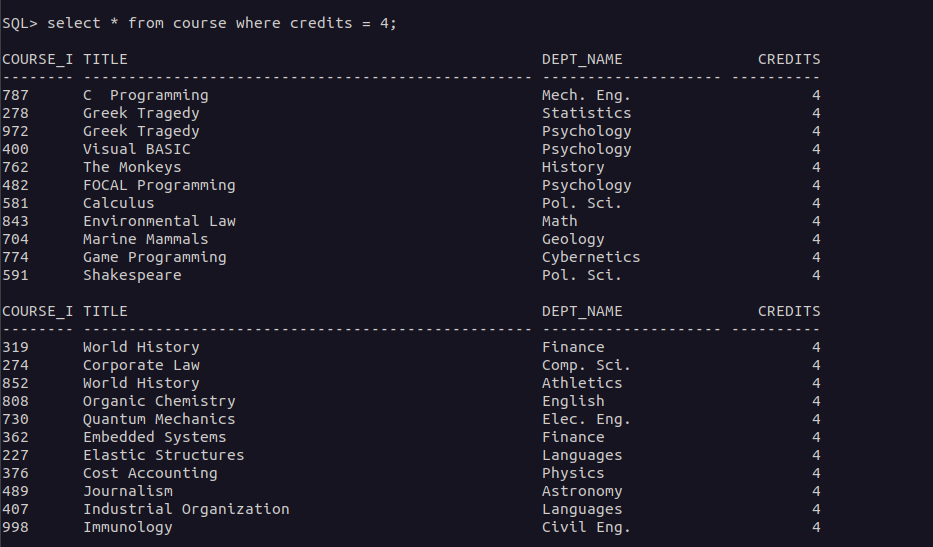 SQL> select * from course where credits = 4;
COURSE_I TITLE                                              DEPT_NAME               CREDITS
-------- -------------------------------------------------- -------------------- ----------
787      C  Programming                                     Mech. Eng.                    4
278      Greek Tragedy                                      Statistics                    4
972      Greek Tragedy                                      Psychology                    4
400      Visual BASIC                                       Psychology                    4
762      The Monkeys                                        History                       4
482      FOCAL Programming                                  Psychology                    4
581      Calculus                                           Pol. Sci.                     4
843      Environmental Law                                  Math                          4
704      Marine Mammals                                     Geology                       4
774      Game Programming                                   Cybernetics                   4
591      Shakespeare                                        Pol. Sci.                     4
COURSE_I TITLE                                              DEPT_NAME               CREDITS
-------- -------------------------------------------------- -------------------- ----------
319      World History                                      Finance                       4
274      Corporate Law                                      Comp. Sci.                    4
852      World History                                      Athletics                     4
808      Organic Chemistry                                  English                       4
730      Quantum Mechanics                                  Elec. Eng.                    4
362      Embedded Systems                                   Finance                       4
227      Elastic Structures                                 Languages                     4
376      Cost Accounting                                    Physics                       4
489      Journalism                                         Astronomy                     4
407      Industrial Organization                            Languages                     4
998      Immunology                                         Civil Eng.                    4